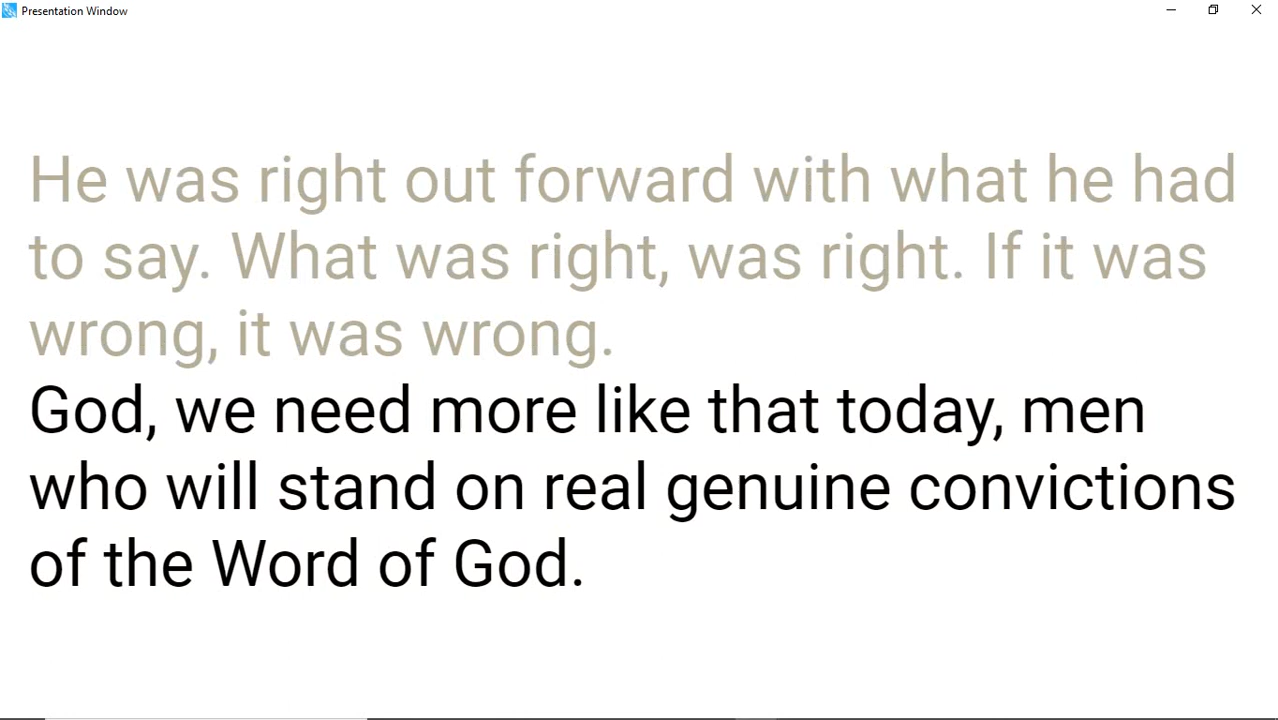 Presentation Window
He was right out forward with what he had
to say. What was right, was right. If it was
wrong, it was wrong.
God, we need more like that today, men
who will stand on real genuine convictions
of the Word of God.